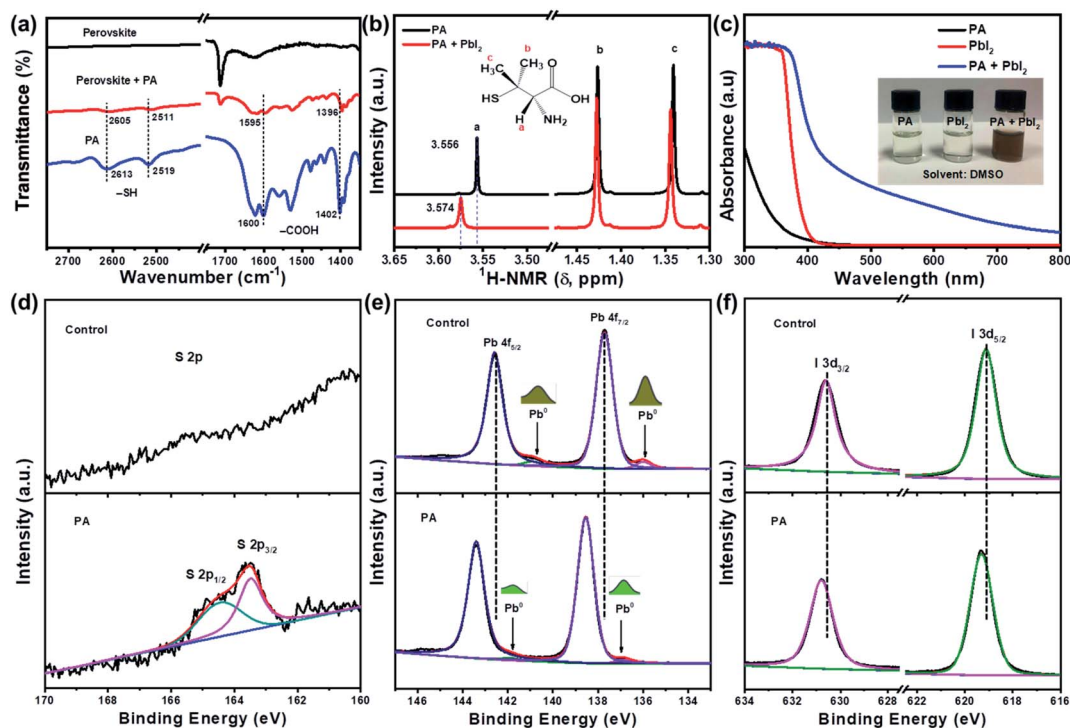 (a)
Perovskite
Perovskite + PA
2605
2511
1595
1396
PA
2613
2519
–SH
1600
–COOH
1402
Transmittance (%)
2750 2600 2500 1700 1600 1500 1400
Wavenumber (cm⁻¹)
(b)
PA
PA + PbI₂
b
c
c
H₃C
b
CH₃
O
HS
OH
H
NH₂
a
a
3.556
3.574
Intensity (a.u)
3.65 3.60 3.55 3.50 1.45 1.40 1.35 1.30
¹H-NMR (δ, ppm)
(c)
PA
PbI₂
PA + PbI₂
PA
PbI₂
PA + PbI₂
Solvent: DMSO
Absorbance (a.u)
300 400 500 600 700 800
Wavelength (nm)
(d)
Control
S 2p
PA
S 2p₁/₂
S 2p₃/₂
Intensity (a.u.)
170 168 166 164 162 160
Binding Energy (eV)
(e)
Control
Pb 4f₅/₂
Pb 4f₇/₂
Pb⁰
Pb⁰
PA
Pb⁰
Pb⁰
Intensity (a.u.)
146 144 142 140 138 136 134
Binding Energy (eV)
(f)
Control
I 3d₃/₂
I 3d₅/₂
PA
Intensity (a.u.)
634 632 630 628 622 620 618 616
Binding Energy (eV)